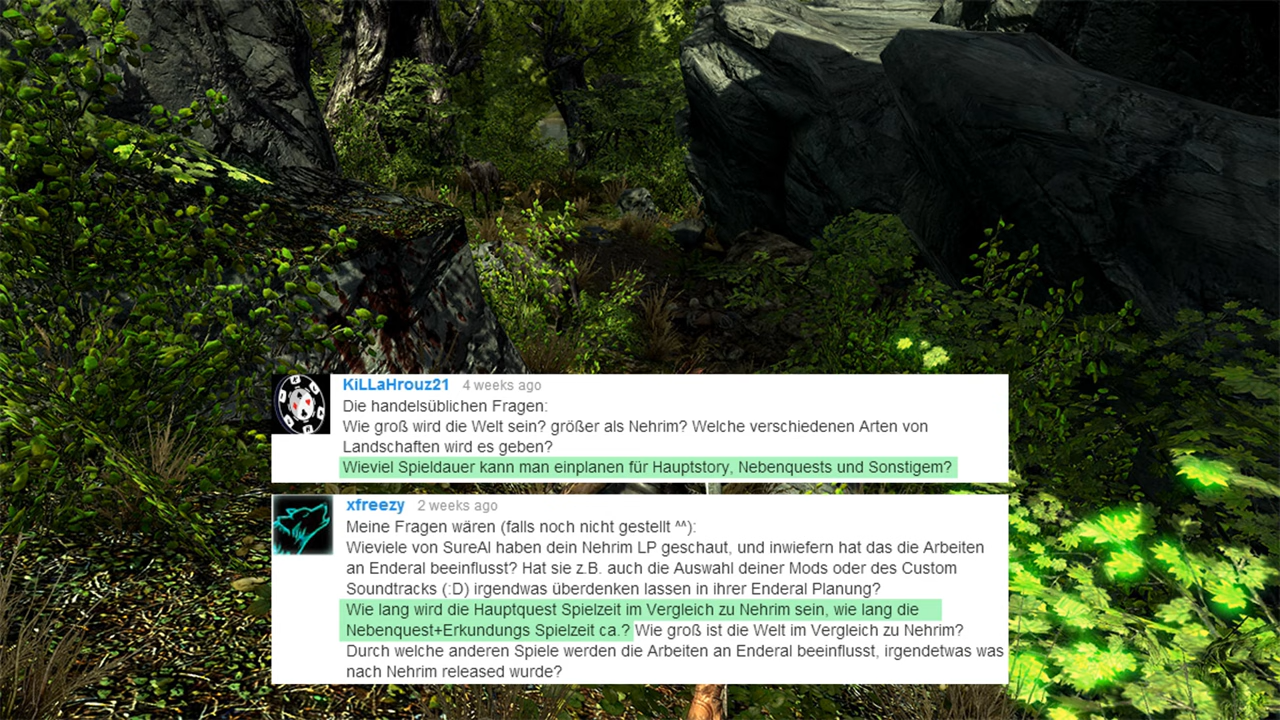 KiLLaHrouz21 4 weeks ago
Die handelsüblichen Fragen:
Wie groß wird die Welt sein? größer als Nehrim? Welche verschiedenen Arten von
Landschaften wird es geben?
Wieviel Spieldauer kann man einplanen für Hauptstory, Nebenquests und Sonstigem?
xfreezy 2 weeks ago
Meine Fragen wären (falls noch nicht gestellt ^^):
Wieviele von SureAI haben dein Nehrim LP geschaut, und inwiefern hat das die Arbeiten
an Enderal beeinflusst? Hat sie z.B. auch die Auswahl deiner Mods oder des Custom
Soundtracks (:D) irgendwas überdenken lassen in ihrer Enderal Planung?
Wie lang wird die Hauptquest Spielzeit im Vergleich zu Nehrim sein, wie lang die
Nebenquest+Erkundungs Spielzeit ca.? Wie groß ist die Welt im Vergleich zu Nehrim?
Durch welche anderen Spiele werden die Arbeiten an Enderal beeinflusst, irgendetwas was
nach Nehrim released wurde?